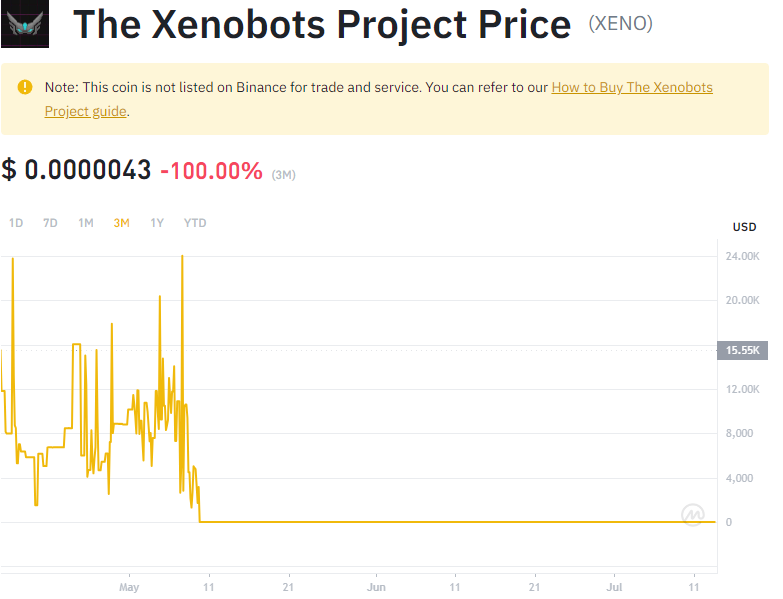 The Xenobots Project Price (XENO)
Note: This coin is not listed on Binance for trade and service. You can refer to our How to Buy The Xenobots
Project guide.
$ 0.0000043 -100.00% (3M)
1D 7D 1M 3M 1Y YTD
USD
24.00K
20.00K
15.55K
12.00K
8,000
4,000
0
May 11 21 Jun 11 21 Jul 11